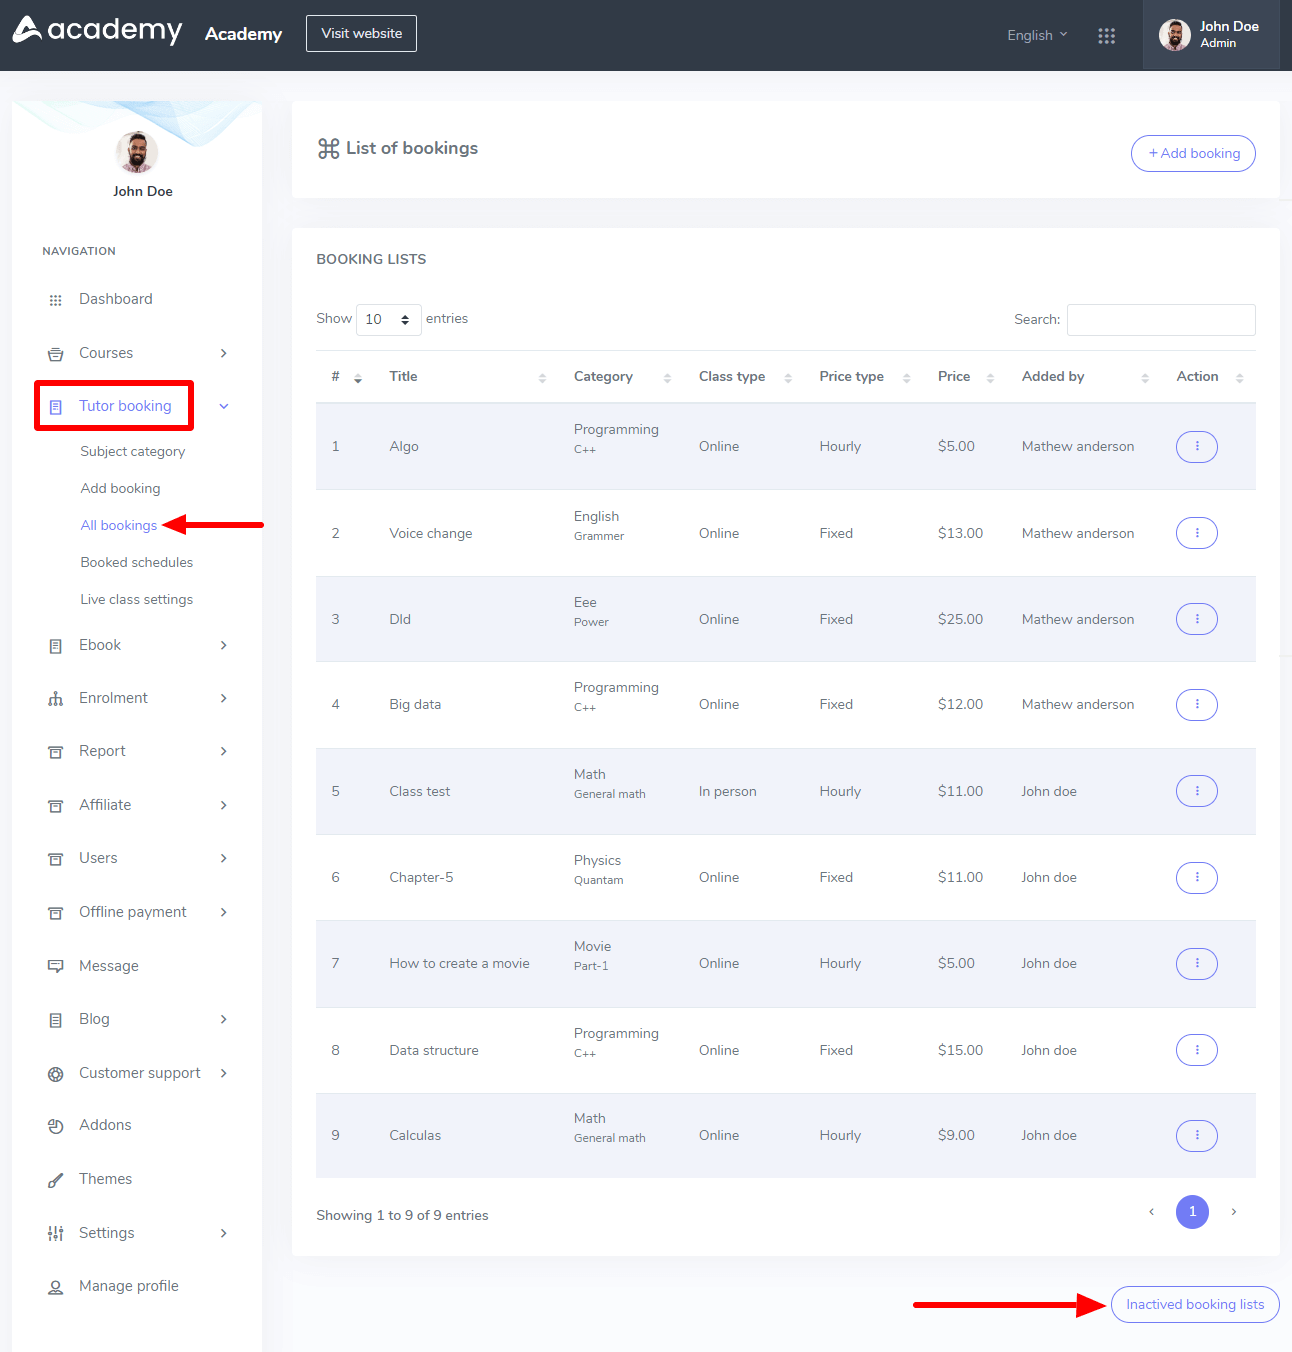 academy Academy Visit website English John Doe
Admin
John Doe
NAVIGATION
Dashboard
Courses
Tutor booking
Subject category
Add booking
All bookings
Booked schedules
Live class settings
Ebook
Enrolment
Report
Affiliate
Users
Offline payment
Message
Blog
Customer support
Addons
Themes
Settings
Manage profile
List of bookings
+ Add booking
BOOKING LISTS
Show 10 entries Search:
# Title Category Class type Price type Price Added by Action
1 Algo Programming Online Hourly $5.00 Mathew anderson
C++
2 Voice change English Online Fixed $13.00 Mathew anderson
Grammer
3 Dld Eee Online Fixed $25.00 Mathew anderson
Power
4 Big data Programming Online Fixed $12.00 Mathew anderson
C++
5 Class test Math In person Hourly $11.00 John doe
General math
6 Chapter-5 Physics Online Fixed $11.00 John doe
Quantam
7 How to create a movie Movie Online Hourly $5.00 John doe
Part-1
8 Data structure Programming Online Fixed $15.00 John doe
C++
9 Calculas Math Online Hourly $9.00 John doe
General math
Showing 1 to 9 of 9 entries
1
Inactived booking lists